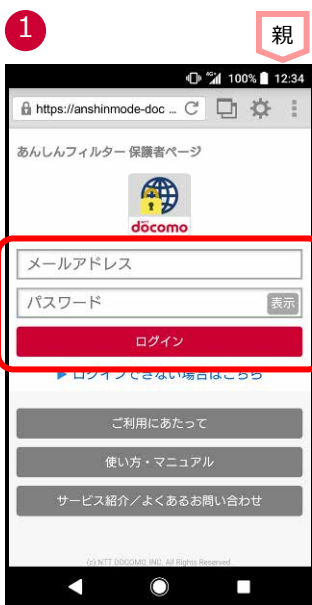 1
親
4G 100% 12:34
https://anshinmode-doc ...
あんしんフィルター 保護者ページ
döcomo
メールアドレス
パスワード 表示
ログイン
▶ ログインできない場合はこちら
ご利用にあたって
使い方・マニュアル
サービス紹介／よくあるお問い合わせ
(c) NTT DOCOMO, INC. All Rights Reserved.